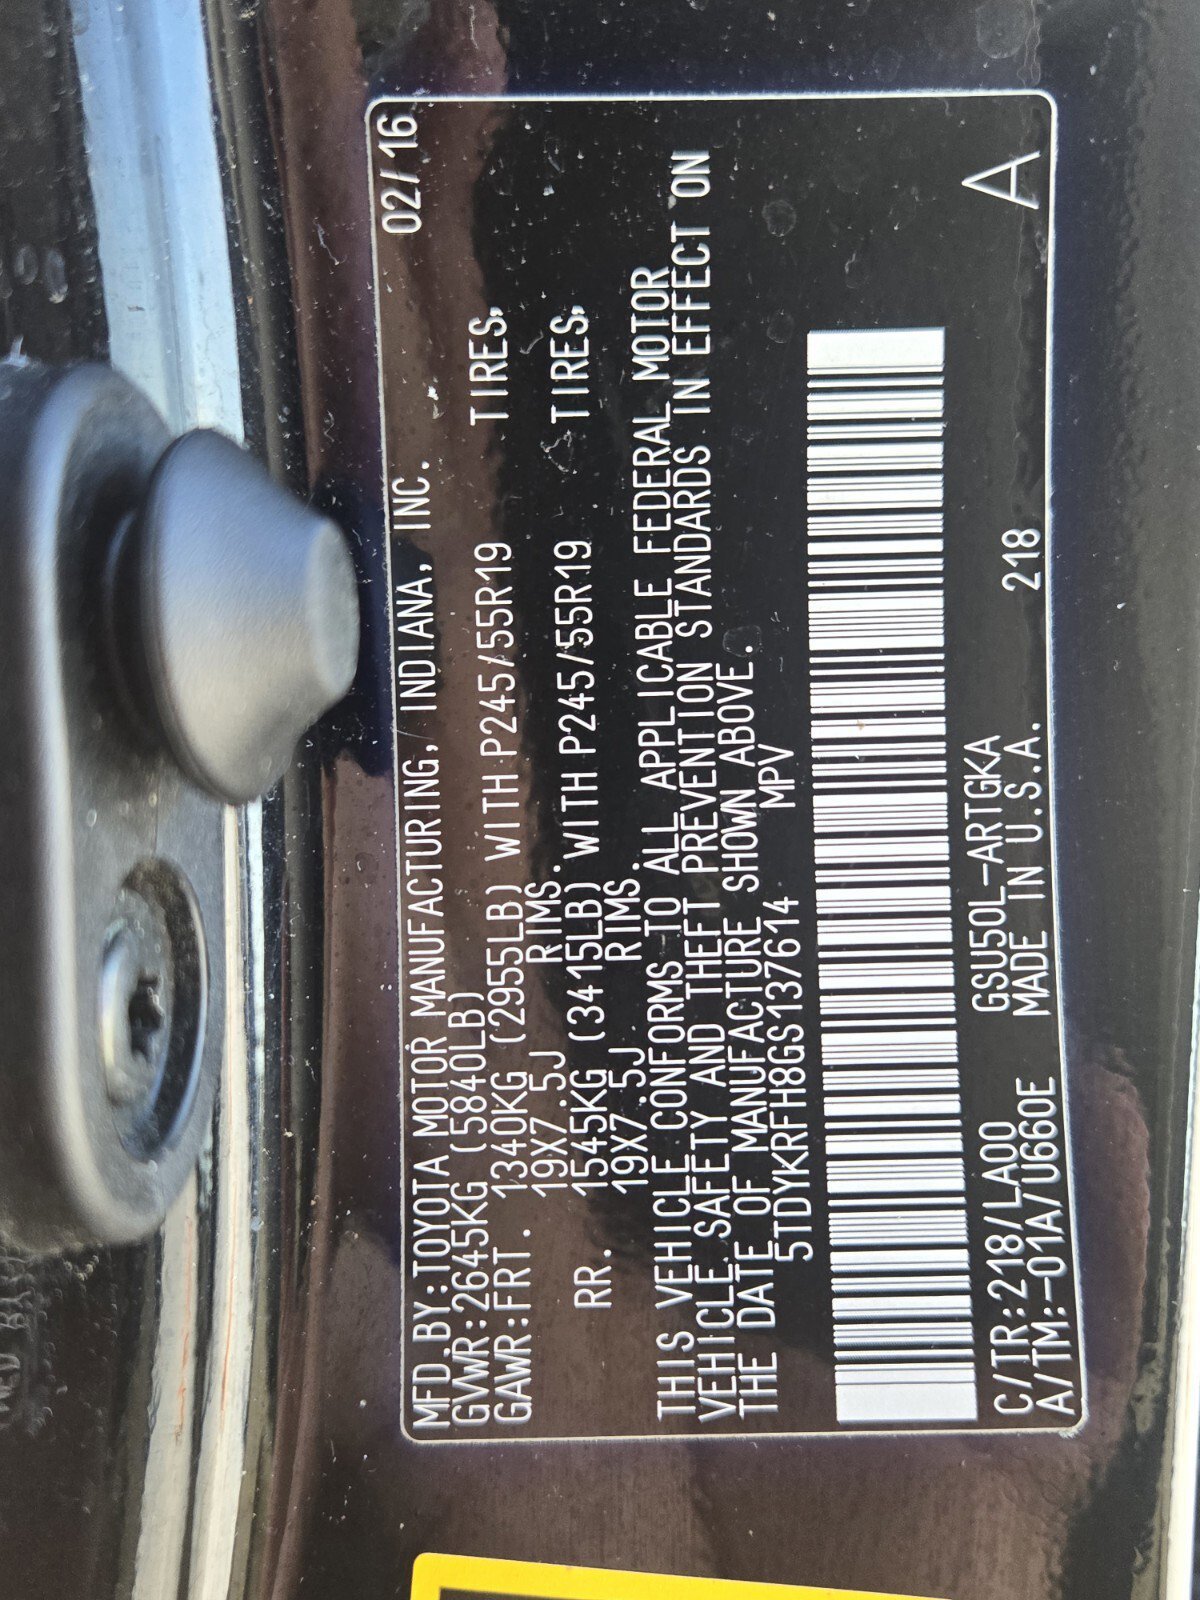 MFD.BY:TOYOTA MOTOR MANUFACTURING, INDIANA, INC. 02/16
GVWR:2645KG (5840LB)
GAWR:FRT. 1340KG (2955LB) WITH P245/55R19 TIRES,
19X7.5J RIMS.
RR. 1545KG (3415LB) WITH P245/55R19 TIRES,
19X7.5J RIMS.
THIS VEHICLE CONFORMS TO ALL APPLICABLE FEDERAL MOTOR
VEHICLE SAFETY AND THEFT PREVENTION STANDARDS IN EFFECT ON
THE DATE OF MANUFACTURE SHOWN ABOVE.
5TDYKRFH8GS137614 MPV
C/TR:218/LA00 GSU50L-ARTGKA
A/TM:-01A/U660E MADE IN U.S.A. 218 A